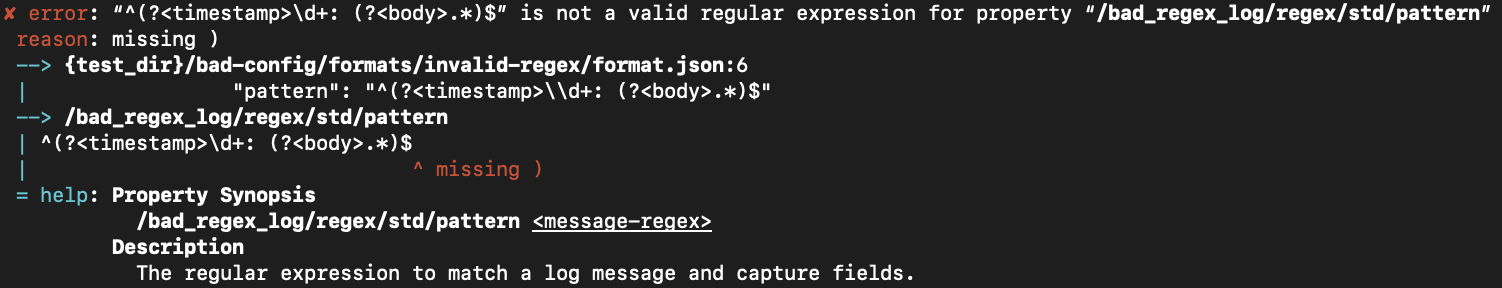 ✘ error: “^(?<timestamp>\d+: (?<body>.*)$” is not a valid regular expression for property “/bad_regex_log/regex/std/pattern”
reason: missing )
--> {test_dir}/bad-config/formats/invalid-regex/format.json:6
|                 "pattern": "^(?<timestamp>\\d+: (?<body>.*)$"
--> /bad_regex_log/regex/std/pattern
| ^(?<timestamp>\d+: (?<body>.*)$
|                                ^ missing )
= help: Property Synopsis
          /bad_regex_log/regex/std/pattern <message-regex>
        Description
          The regular expression to match a log message and capture fields.